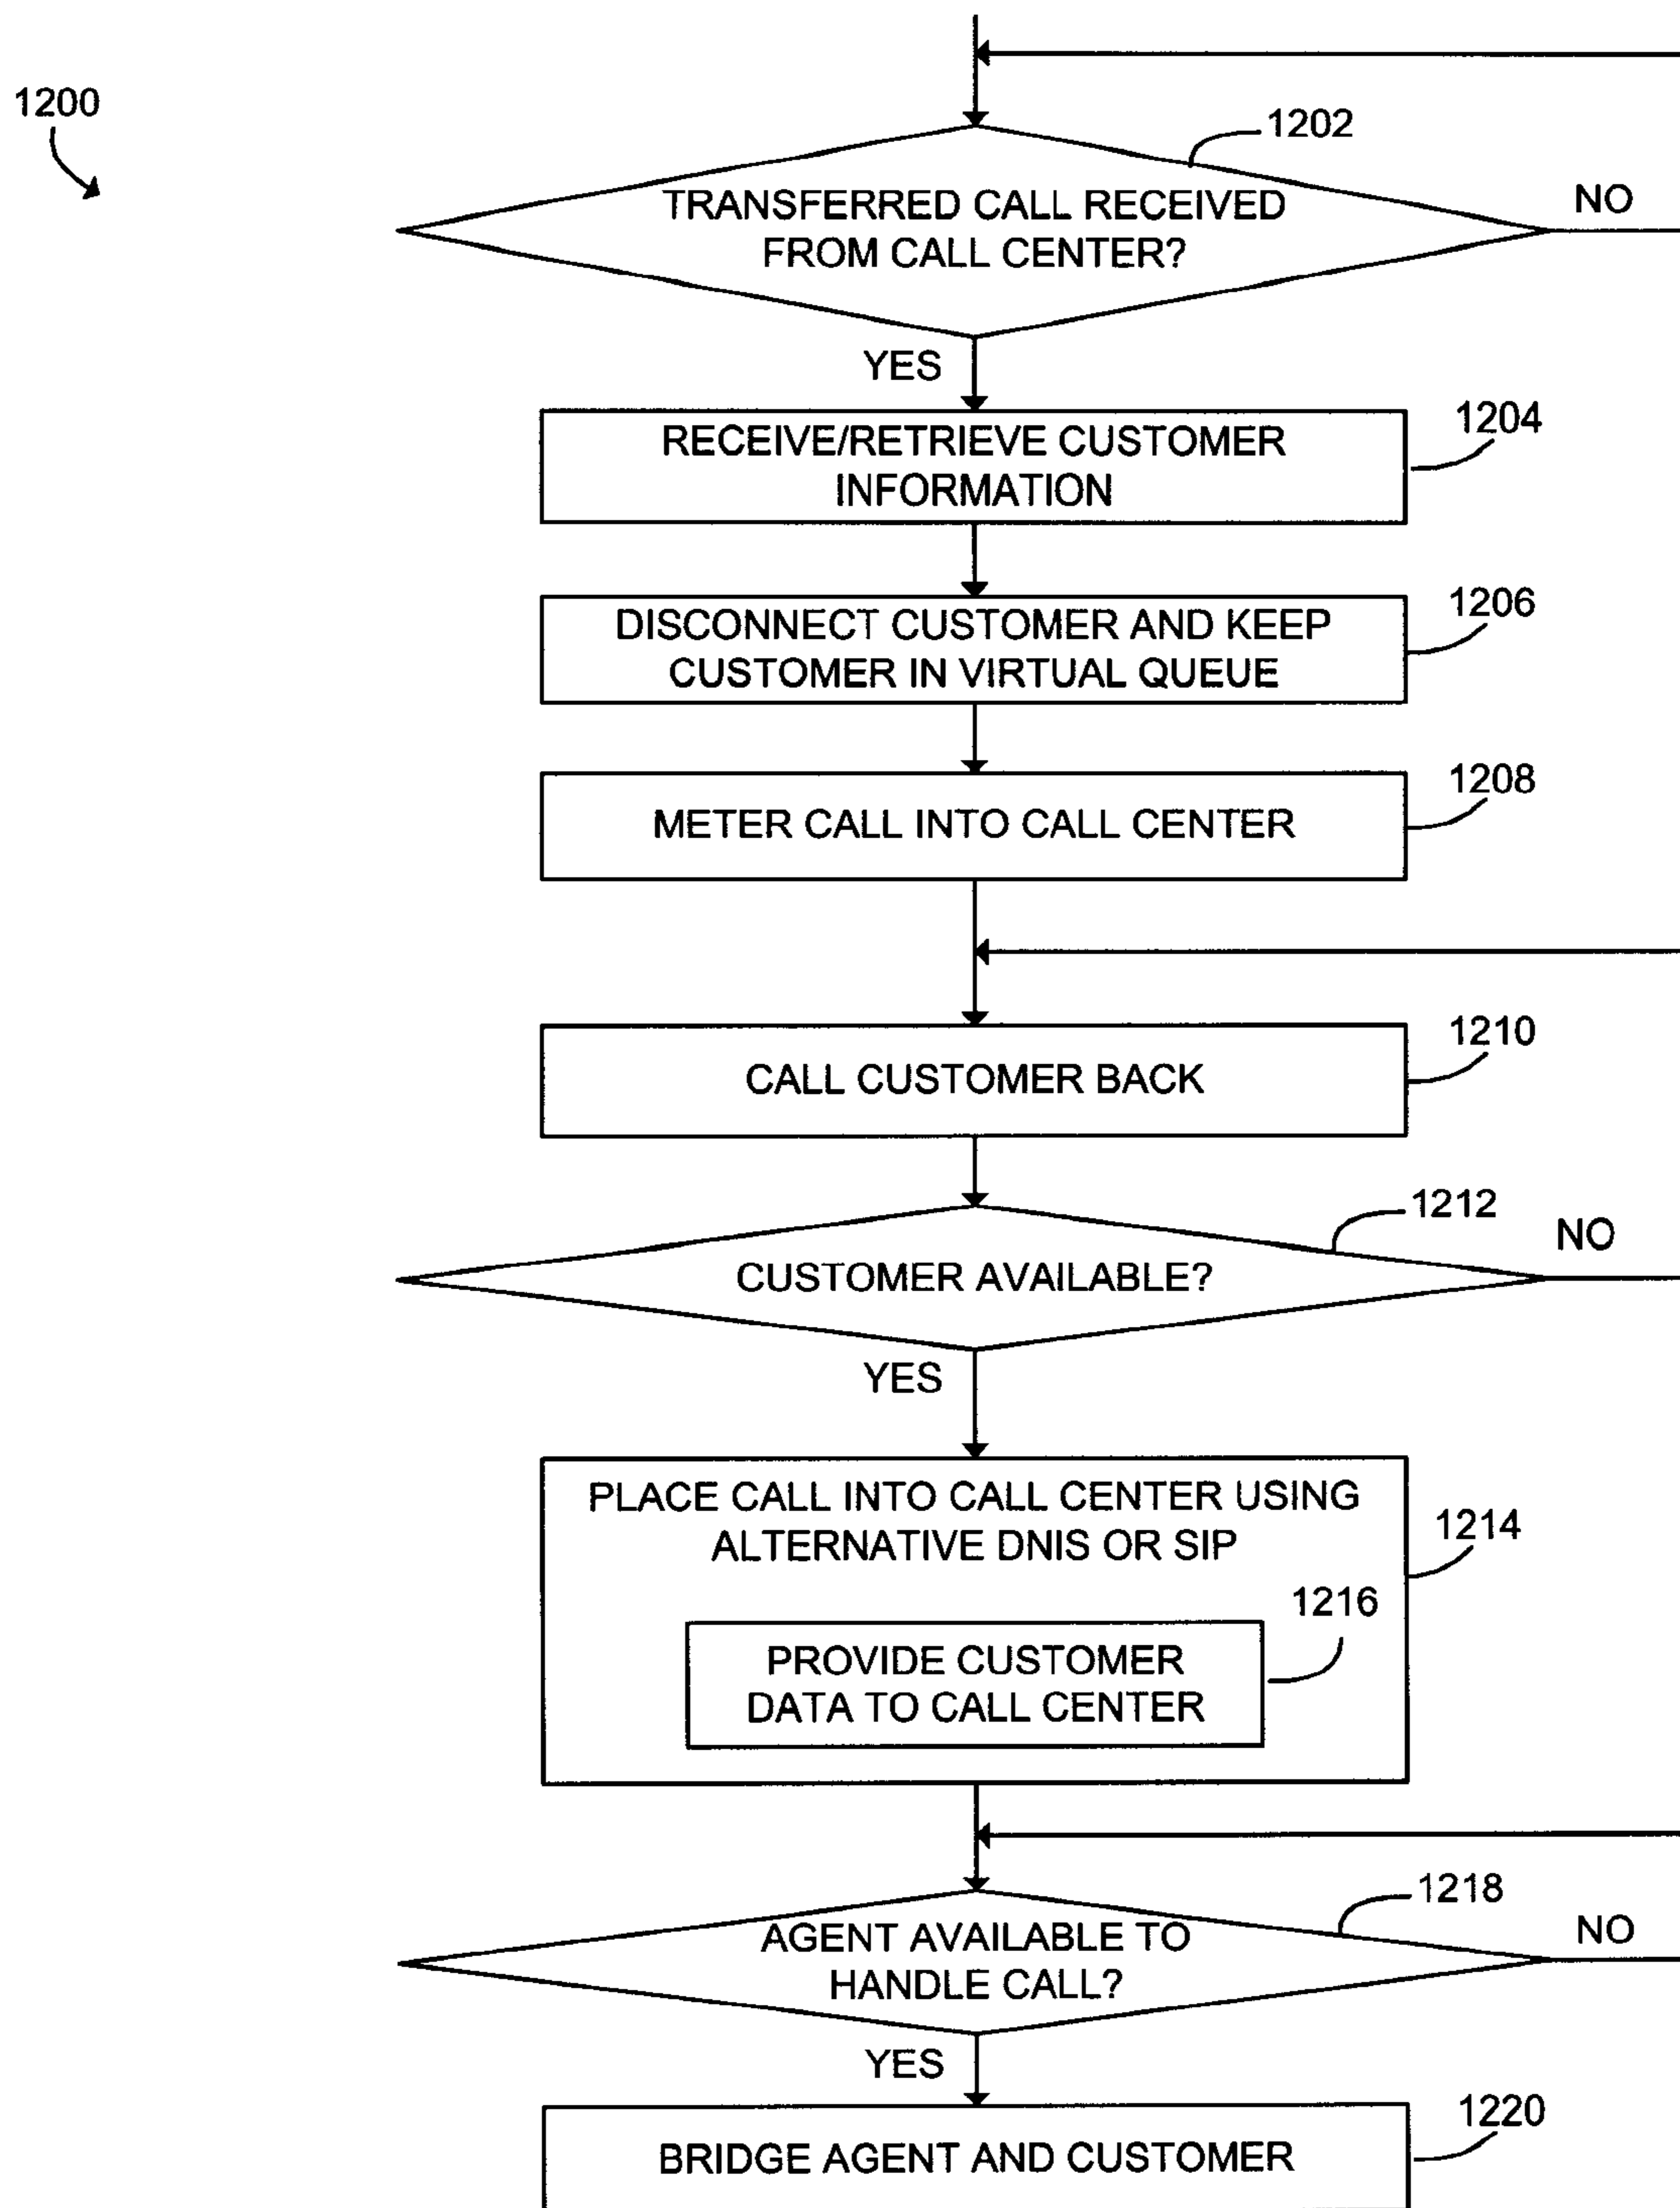 1200
1202
TRANSFERRED CALL RECEIVED
FROM CALL CENTER?
NO
YES
1204
RECEIVE/RETRIEVE CUSTOMER
INFORMATION
1206
DISCONNECT CUSTOMER AND KEEP
CUSTOMER IN VIRTUAL QUEUE
1208
METER CALL INTO CALL CENTER
1210
CALL CUSTOMER BACK
1212
NO
CUSTOMER AVAILABLE?
YES
PLACE CALL INTO CALL CENTER USING
ALTERNATIVE DNIS OR SIP
1214
1216
PROVIDE CUSTOMER
DATA TO CALL CENTER
1218
AGENT AVAILABLE TO
HANDLE CALL?
NO
YES
1220
BRIDGE AGENT AND CUSTOMER